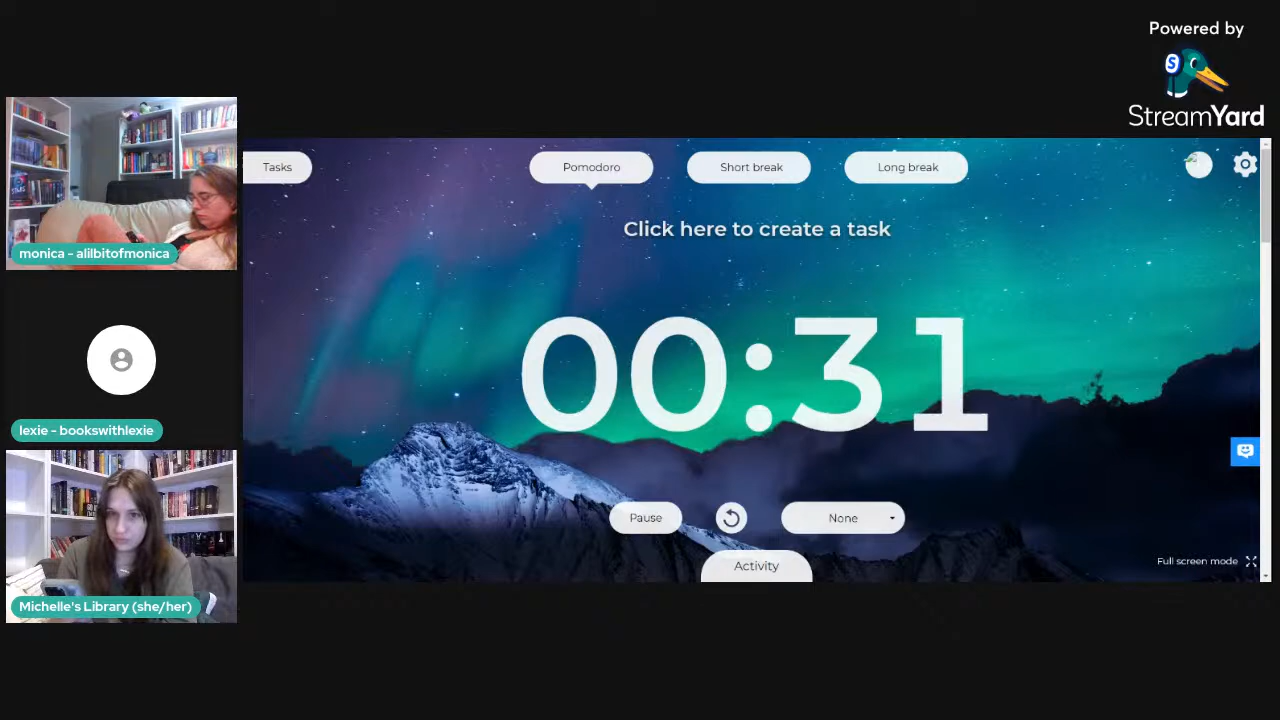 Powered by
S
StreamYard
Tasks
Pomodoro
Short break
Long break
Click here to create a task
00:31
Pause
None
Activity
Full screen mode
monica - alilbitofmonica
lexie - bookswithlexie
Michelle's Library (she/her)